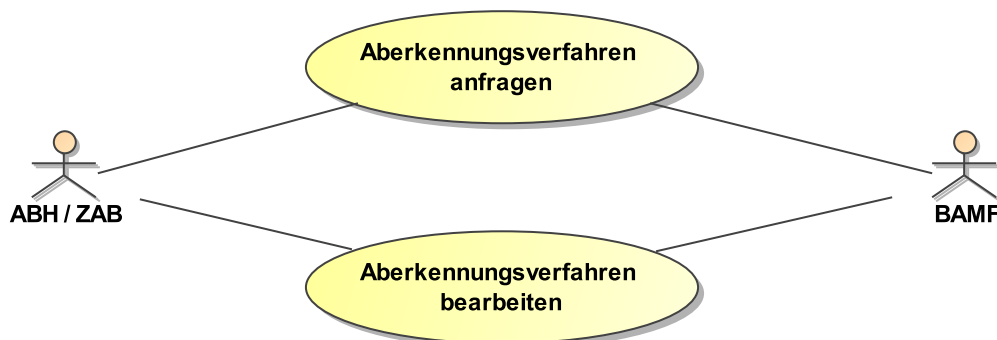 Aberkennungsverfahren
anfragen
ABH / ZAB
BAMF
Aberkennungsverfahren
bearbeiten